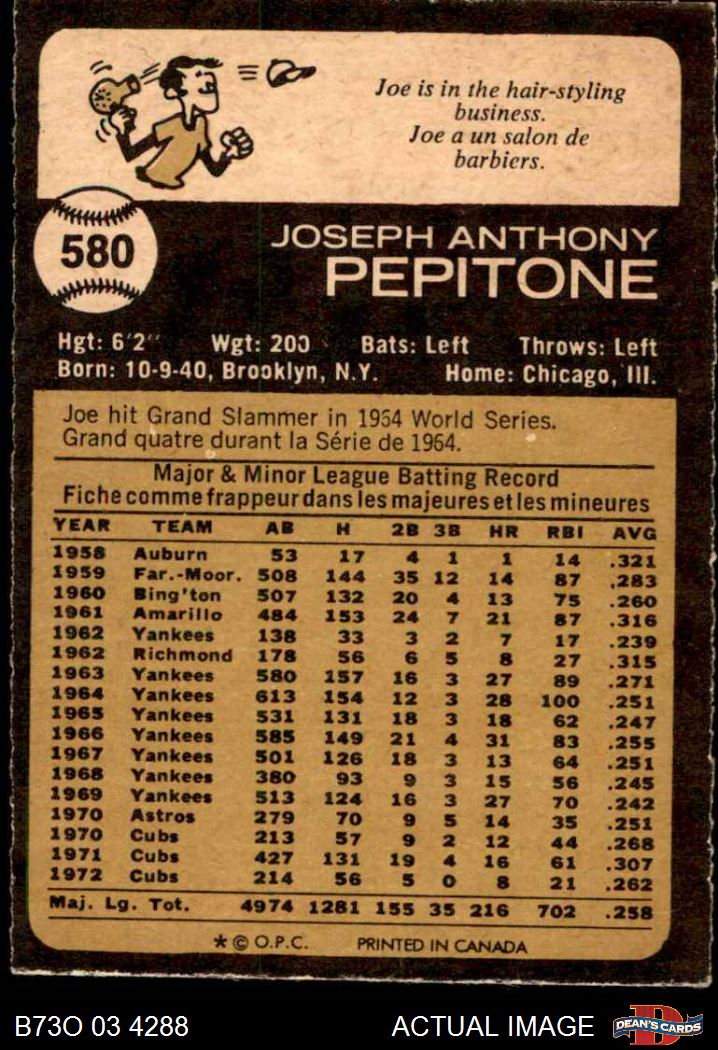 Joe is in the hair-styling
business.
Joe a un salon de
barbiers.
580
JOSEPH ANTHONY
PEPITONE
Hgt: 6'2" Wgt: 200 Bats: Left Throws: Left
Born: 10-9-40, Brooklyn, N.Y. Home: Chicago, Ill.
Joe hit Grand Slammer in 1964 World Series.
Grand quatre durant la Série de 1964.
Major & Minor League Batting Record
Fiche comme frappeur dans les majeures et les mineures
YEAR TEAM AB H 2B 3B HR RBI AVG
1958 Auburn 53 17 4 1 1 14 .321
1959 Far.-Moor. 508 144 35 12 14 87 .283
1960 Bing'ton 507 132 20 4 13 75 .260
1961 Amarillo 484 153 24 7 21 87 .316
1962 Yankees 138 33 3 2 7 17 .239
1962 Richmond 178 56 6 5 8 27 .315
1963 Yankees 580 157 16 3 27 89 .271
1964 Yankees 613 154 12 3 28 100 .251
1965 Yankees 531 131 18 3 18 62 .247
1966 Yankees 585 149 21 4 31 83 .255
1967 Yankees 501 126 18 3 13 64 .251
1968 Yankees 380 93 9 3 15 56 .245
1969 Yankees 513 124 16 3 27 70 .242
1970 Astros 279 70 9 5 14 35 .251
1970 Cubs 213 57 9 2 12 44 .268
1971 Cubs 427 131 19 4 16 61 .307
1972 Cubs 214 56 5 0 8 21 .262
Maj. Lg. Tot. 4974 1281 155 35 216 702 .258
* © O.P.C. PRINTED IN CANADA
B73O 03 4288 ACTUAL IMAGE DEAN'S CARDS